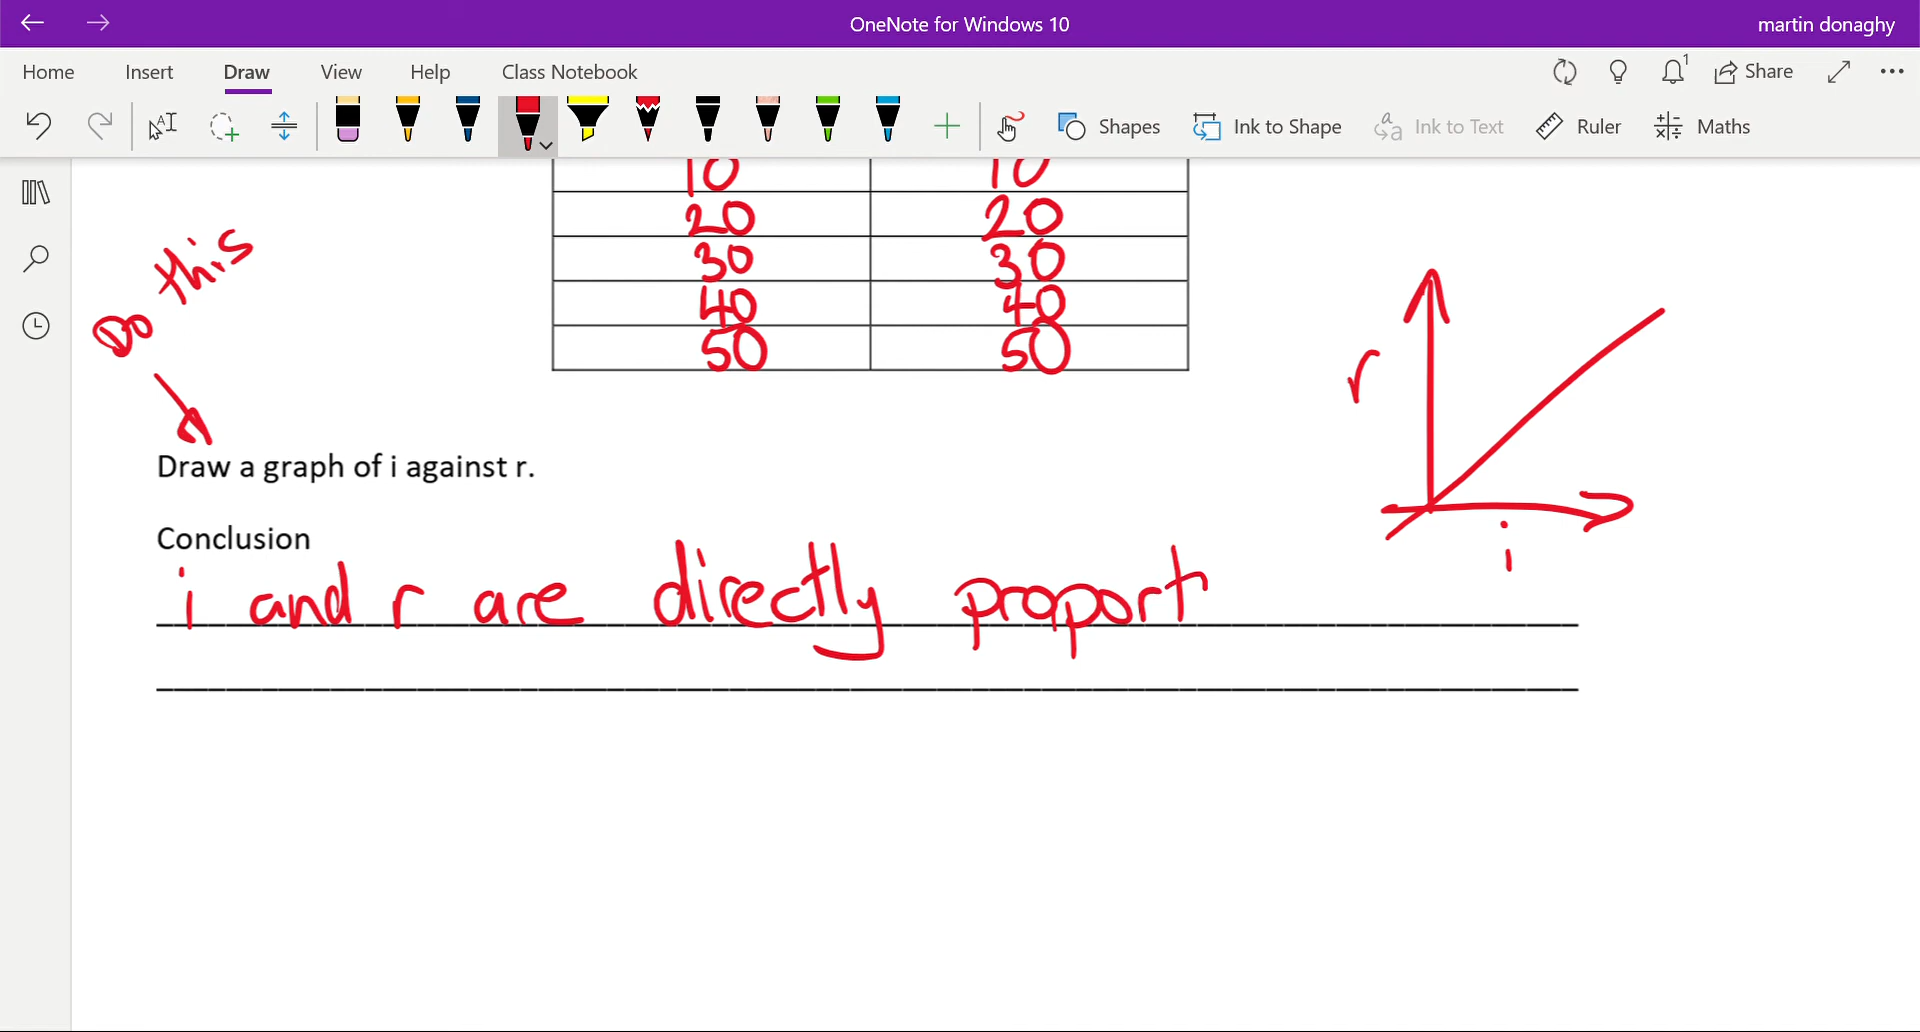 OneNote for Windows 10
martin donaghy
Home Insert Draw View Help Class Notebook
1
Share
Shapes
Ink to Shape
Ink to Text
Ruler
Maths
10 10
20 20
30 30
40 40
50 50
Do this
r
i
Draw a graph of i against r.
Conclusion
i and r are directly proport